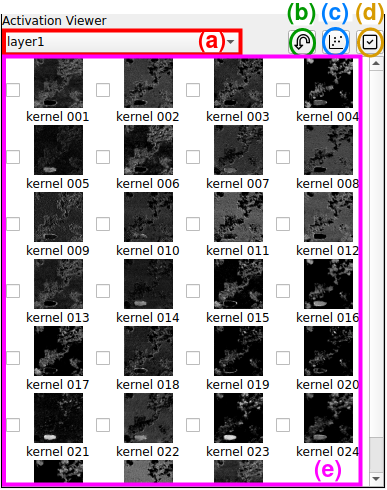 (b) (c) (d)
Activation Viewer
layer1 (a)
kernel 001 kernel 002 kernel 003 kernel 004
kernel 005 kernel 006 kernel 007 kernel 008
kernel 009 kernel 010 kernel 011 kernel 012
kernel 013 kernel 014 kernel 015 kernel 016
kernel 017 kernel 018 kernel 019 kernel 020
kernel 021 kernel 022 kernel 023 kernel 024
(e)